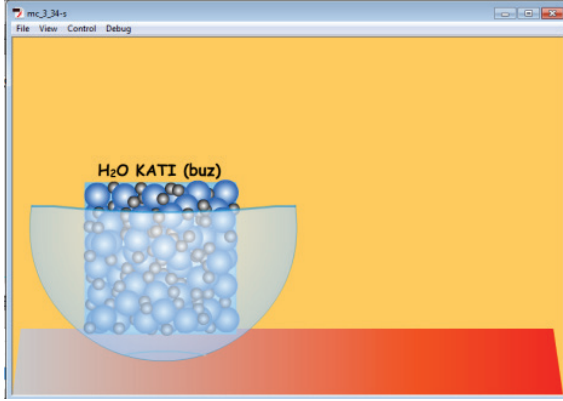 mc_3_34-s
File View Control Debug
H₂O KATI (buz)